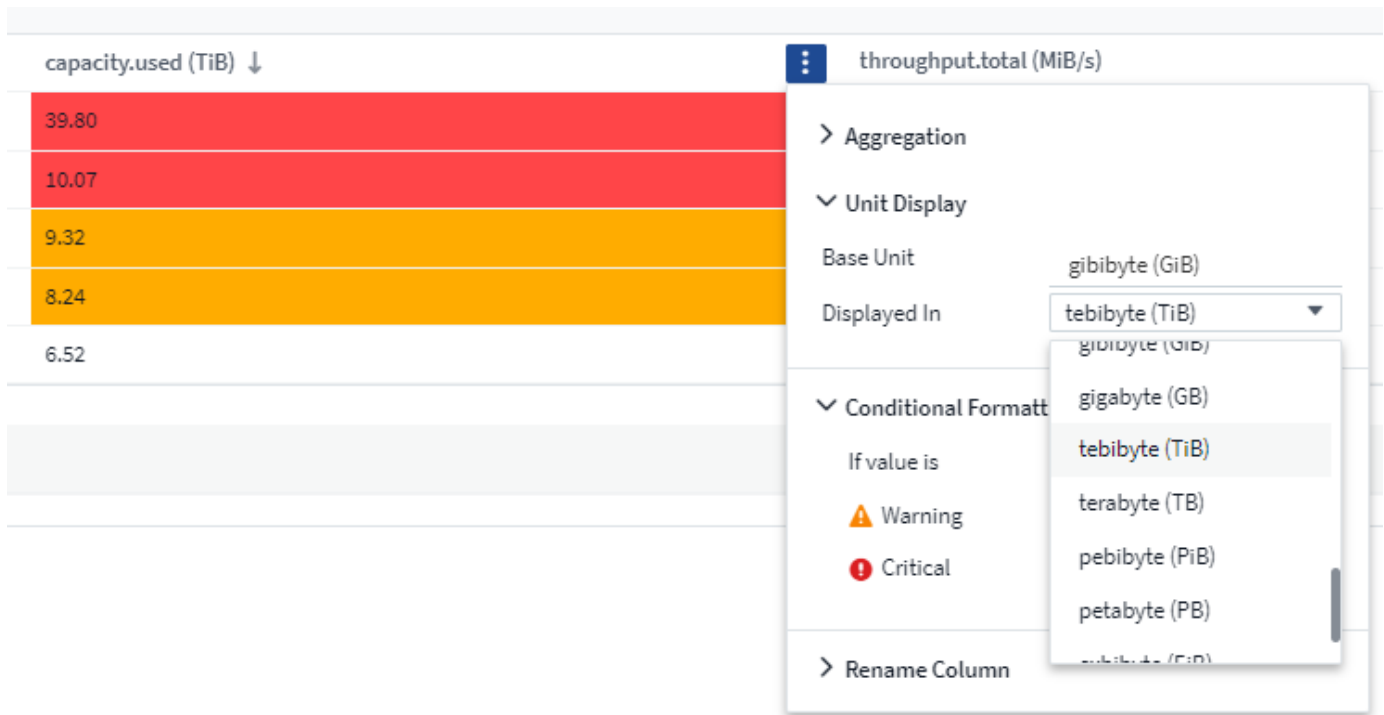 capacity.used (TiB) ↓
throughput.total (MiB/s)
39.80
10.07
9.32
8.24
6.52
Aggregation
Unit Display
Base Unit
gibibyte (GiB)
Displayed In
tebibyte (TiB)
gibibyte (GiB)
gigabyte (GB)
tebibyte (TiB)
terabyte (TB)
pebibyte (PiB)
petabyte (PB)
Conditional Formatt
If value is
Warning
Critical
Rename Column